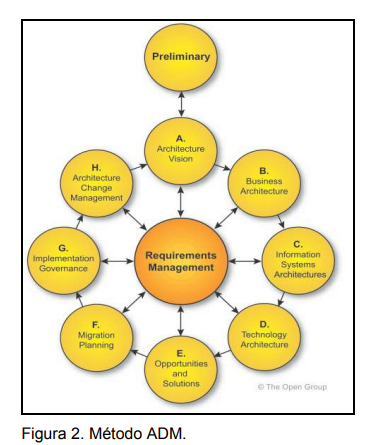 Preliminary
A.
Architecture
Vision
B.
Business
Architecture
C.
Information
Systems
Architectures
D.
Technology
Architecture
E.
Opportunities
and
Solutions
F.
Migration
Planning
G.
Implementation
Governance
H.
Architecture
Change
Management
Requirements
Management
© The Open Group
Figura 2. Método ADM.